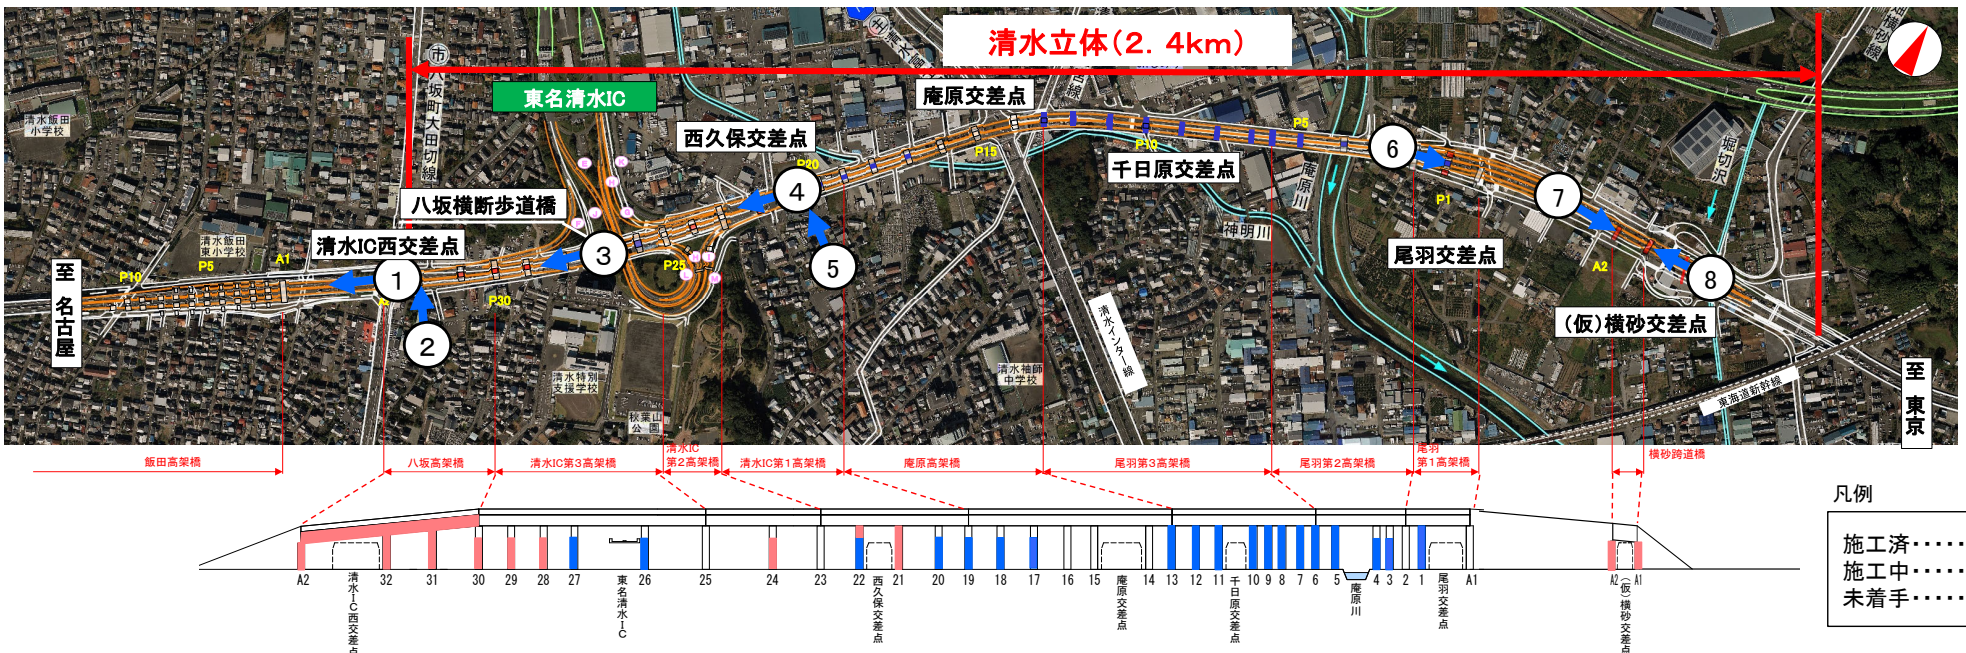 清水立体(2.4km)
東名清水IC
庵原交差点
西久保交差点
千日原交差点
八坂横断歩道橋
清水IC西交差点
尾羽交差点
(仮)横砂交差点
至 名古屋
至 東京
市八坂町大田切線
清水飯田
小学校
清水飯田
東小学校
清水特別
支援学校
秋葉山
公園
清水袖師
中学校
清水インター線
東海道新幹線
神明川
庵原川
堀切沢
P10
P5
A1
P30
P25
P20
P15
P10
P5
P1
A2
E
K
H
J
F
G
1
2
3
4
5
6
7
8
飯田高架橋
八坂高架橋
清水IC第3高架橋
清水IC
第2高架橋
清水IC第1高架橋
庵原高架橋
尾羽第3高架橋
尾羽第2高架橋
尾羽
第1高架橋
横砂跨道橋
A2 32 31 30 29 28 27 26 25 24 23 22 21 20 19 18 17 16 15 14 13 12 11 10 9 8 7 6 5 4 3 2 1 A1 A2 A1
清水IC西交差点
東名清水IC
西久保交差点
庵原交差点
千日原交差点
庵原川
尾羽交差点
(仮)横砂交差点
凡例
施工済・・・・・
施工中・・・・・
未着手・・・・・